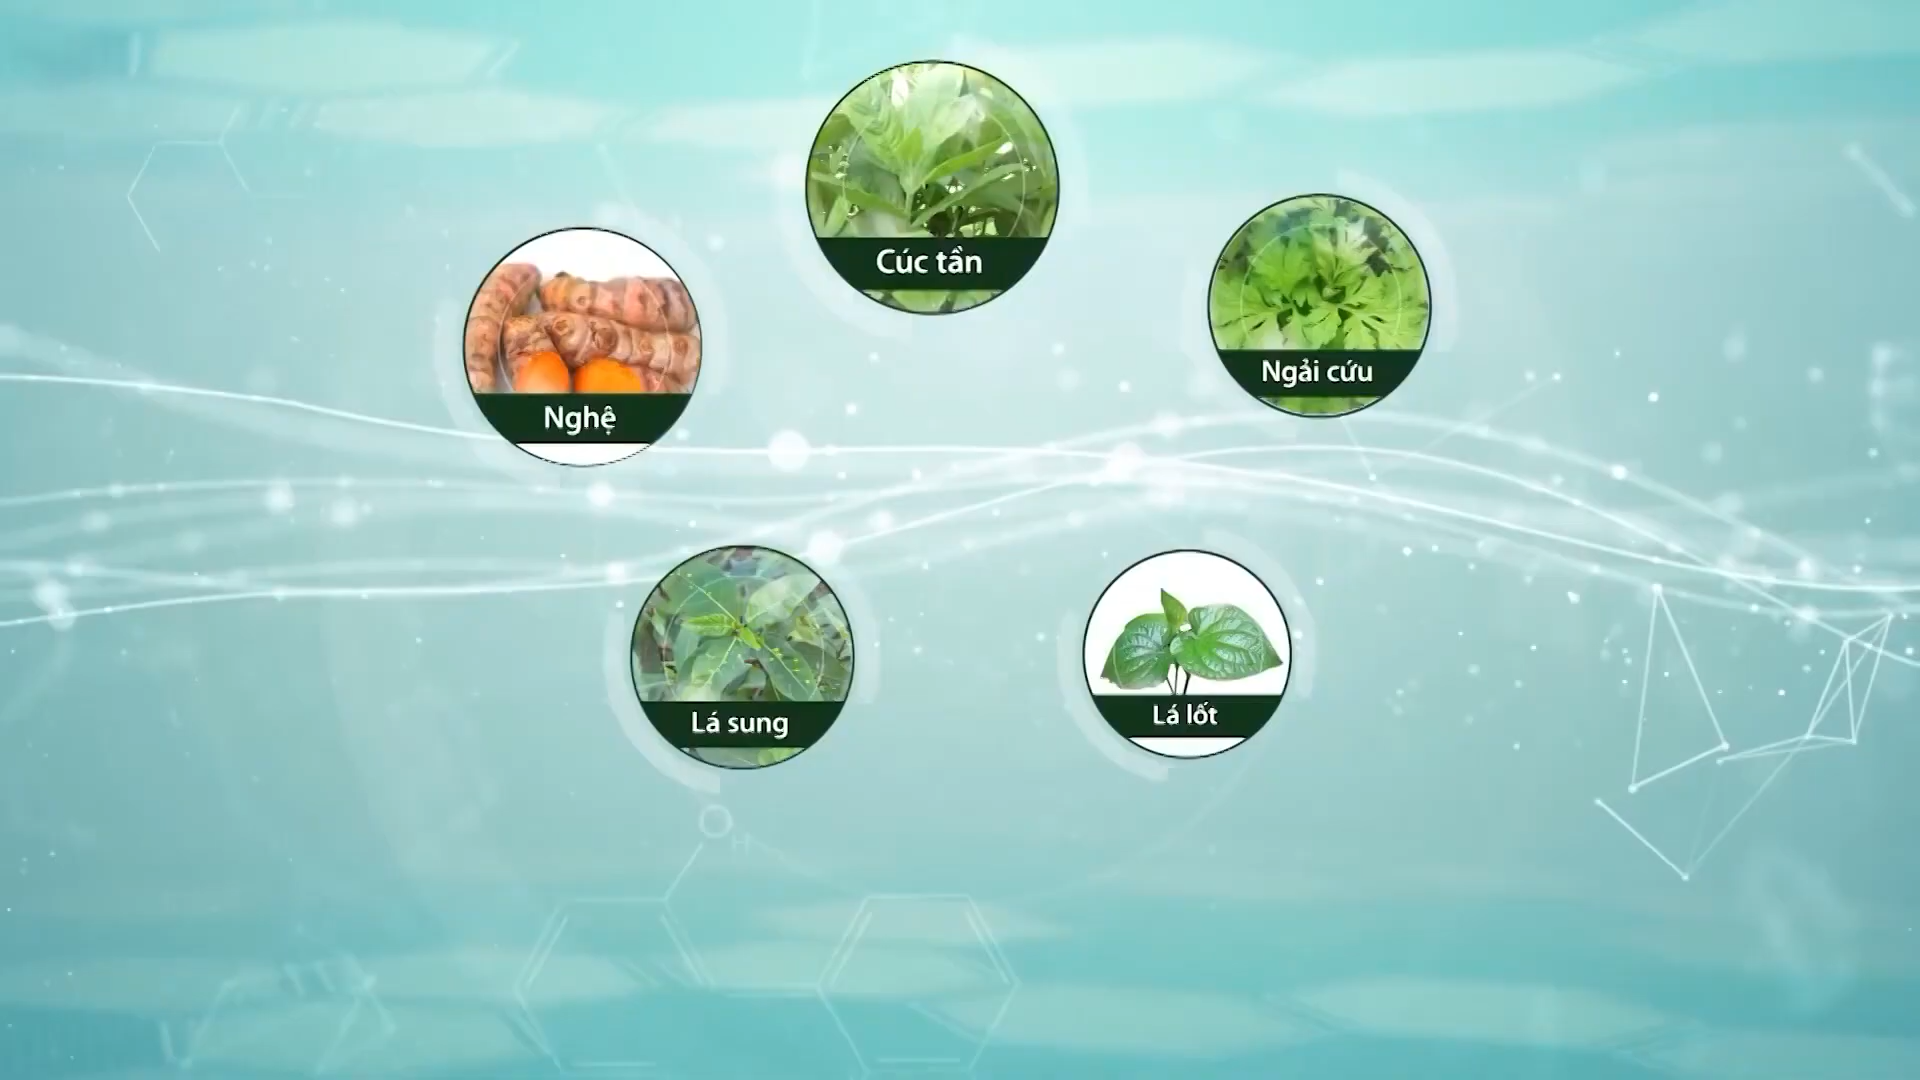 Cúc tần
Ngải cứu
Nghệ
Lá sung
Lá lốt